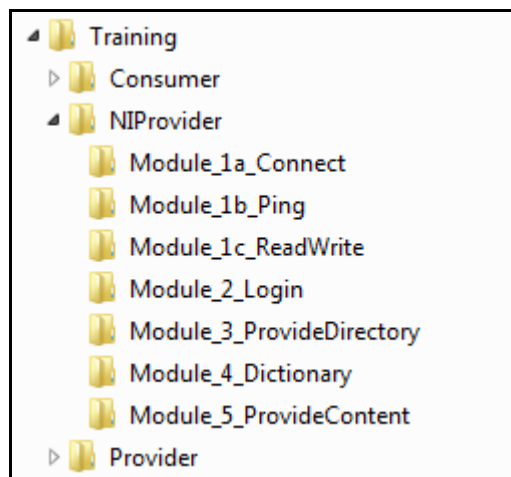 Training
Consumer
NIProvider
Module_1a_Connect
Module_1b_Ping
Module_1c_ReadWrite
Module_2_Login
Module_3_ProvideDirectory
Module_4_Dictionary
Module_5_ProvideContent
Provider